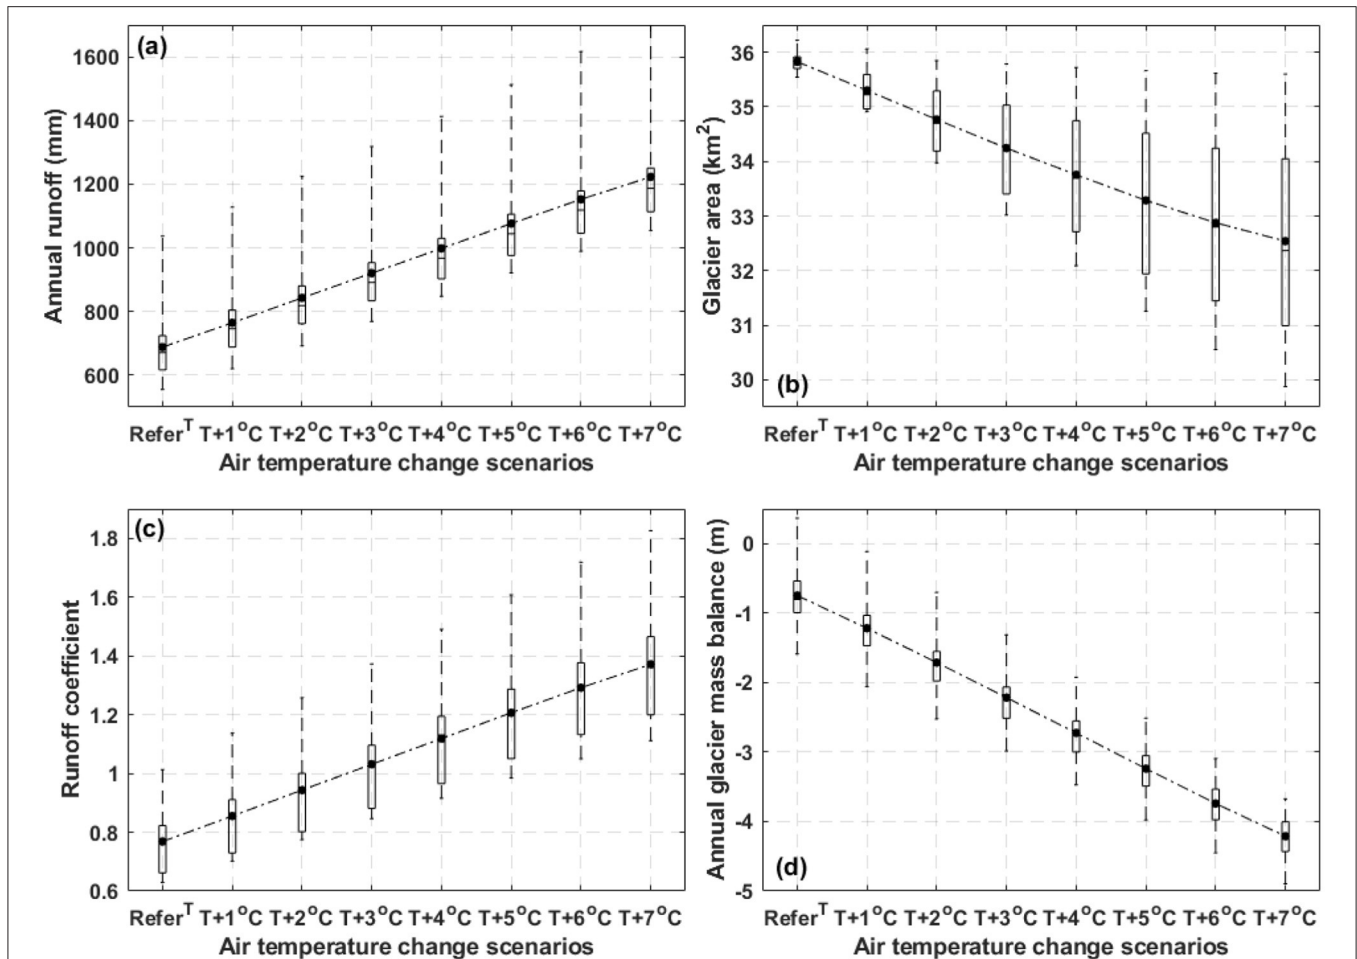 (a)
Annual runoff (mm)
1600
1400
1200
1000
800
600
Refer^T T+1°C T+2°C T+3°C T+4°C T+5°C T+6°C T+7°C
Air temperature change scenarios
(b)
Glacier area (km²)
36
35
34
33
32
31
30
Refer^T T+1°C T+2°C T+3°C T+4°C T+5°C T+6°C T+7°C
Air temperature change scenarios
(c)
Runoff coefficient
1.8
1.6
1.4
1.2
1
0.8
0.6
Refer^T T+1°C T+2°C T+3°C T+4°C T+5°C T+6°C T+7°C
Air temperature change scenarios
(d)
Annual glacier mass balance (m)
0
-1
-2
-3
-4
-5
Refer^T T+1°C T+2°C T+3°C T+4°C T+5°C T+6°C T+7°C
Air temperature change scenarios